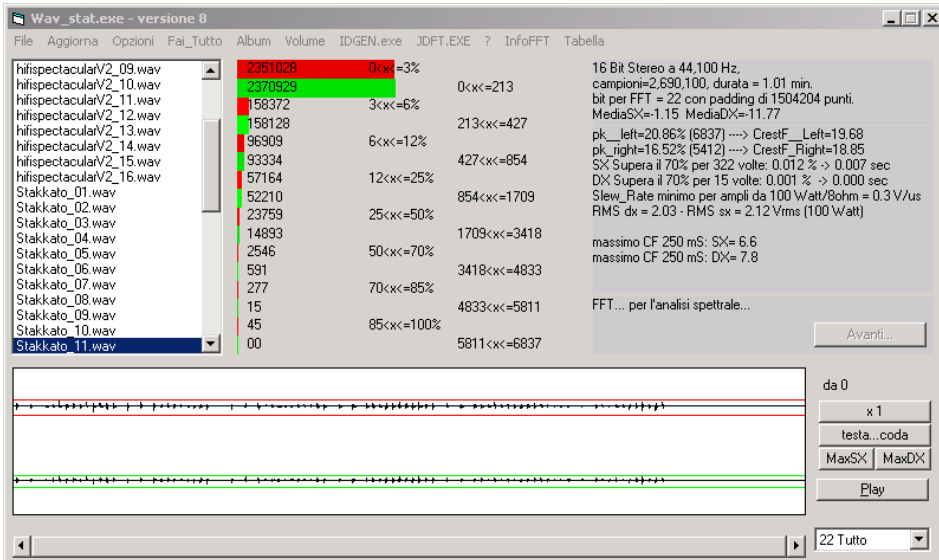 Wav_stat.exe - versione 8
File Aggiorna Opzioni Fai_Tutto Album Volume IDGEN.exe JDFT.EXE ? InfoFFT Tabella
hifispectacularV2_09.wav
hifispectacularV2_10.wav
hifispectacularV2_11.wav
hifispectacularV2_12.wav
hifispectacularV2_13.wav
hifispectacularV2_14.wav
hifispectacularV2_15.wav
hifispectacularV2_16.wav
Stakkato_01.wav
Stakkato_02.wav
Stakkato_03.wav
Stakkato_04.wav
Stakkato_05.wav
Stakkato_06.wav
Stakkato_07.wav
Stakkato_08.wav
Stakkato_09.wav
Stakkato_10.wav
Stakkato_11.wav
2351028 0<x<=3%
2370929 0<x<=213
158372 3<x<=6%
158128 213<x<=427
96909 6<x<=12%
93334 427<x<=854
57164 12<x<=25%
52210 854<x<=1709
23759 25<x<=50%
14893 1709<x<=3418
2546 50<x<=70%
591 3418<x<=4833
277 70<x<=85%
15 4833<x<=5811
45 85<x<=100%
00 5811<x<=6837
16 Bit Stereo a 44,100 Hz,
campioni=2,690,100, durata = 1.01 min.
bit per FFT = 22 con padding di 1504204 punti.
MediaSX=-1.15 MediaDX=-11.77
pk__left=20.86% (6837) ----> CrestF__Left=19.68
pk_right=16.52% (5412) ----> CrestF_Right=18.85
SX Supera il 70% per 322 volte: 0.012 % -> 0.007 sec
DX Supera il 70% per 15 volte: 0.001 % -> 0.000 sec
Slew_Rate minimo per ampli da 100 Watt/8ohm = 0.3 V/us
RMS dx = 2.03 - RMS sx = 2.12 Vrms (100 Watt)
massimo CF 250 mS: SX= 6.6
massimo CF 250 mS: DX= 7.8
FFT... per l'analisi spettrale...
Avanti...
da 0
x 1
testa...coda
MaxSX MaxDX
Play
22 Tutto